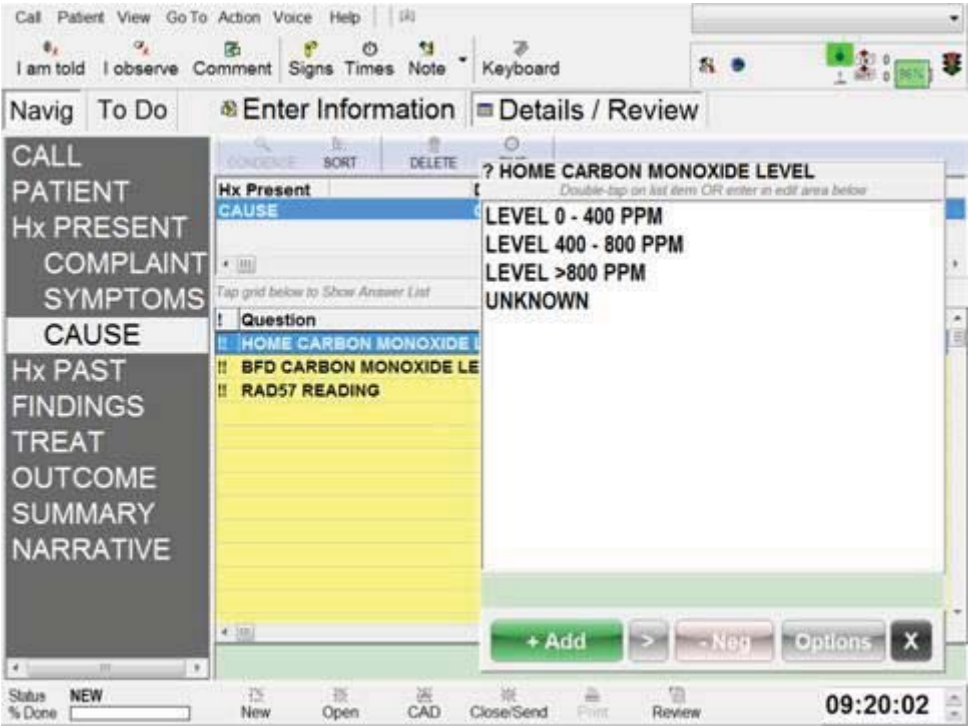 Call Patient View Go To Action Voice Help
I am told I observe Comment Signs Times Note Keyboard
0
1 0 96%
Navig To Do Enter Information Details / Review
CALL
PATIENT
Hx PRESENT
COMPLAINT
SYMPTOMS
CAUSE
Hx PAST
FINDINGS
TREAT
OUTCOME
SUMMARY
NARRATIVE
CONDENSE SORT DELETE
Hx Present
CAUSE
Tap grid below to Show Answer List
! Question
!! HOME CARBON MONOXIDE L
!! BFD CARBON MONOXIDE LE
!! RAD57 READING
? HOME CARBON MONOXIDE LEVEL
Double-tap on list item OR enter in edit area below
LEVEL 0 - 400 PPM
LEVEL 400 - 800 PPM
LEVEL >800 PPM
UNKNOWN
+ Add > - Neg Options X
Status NEW
% Done
New Open CAD Close/Send Print Review
09:20:02